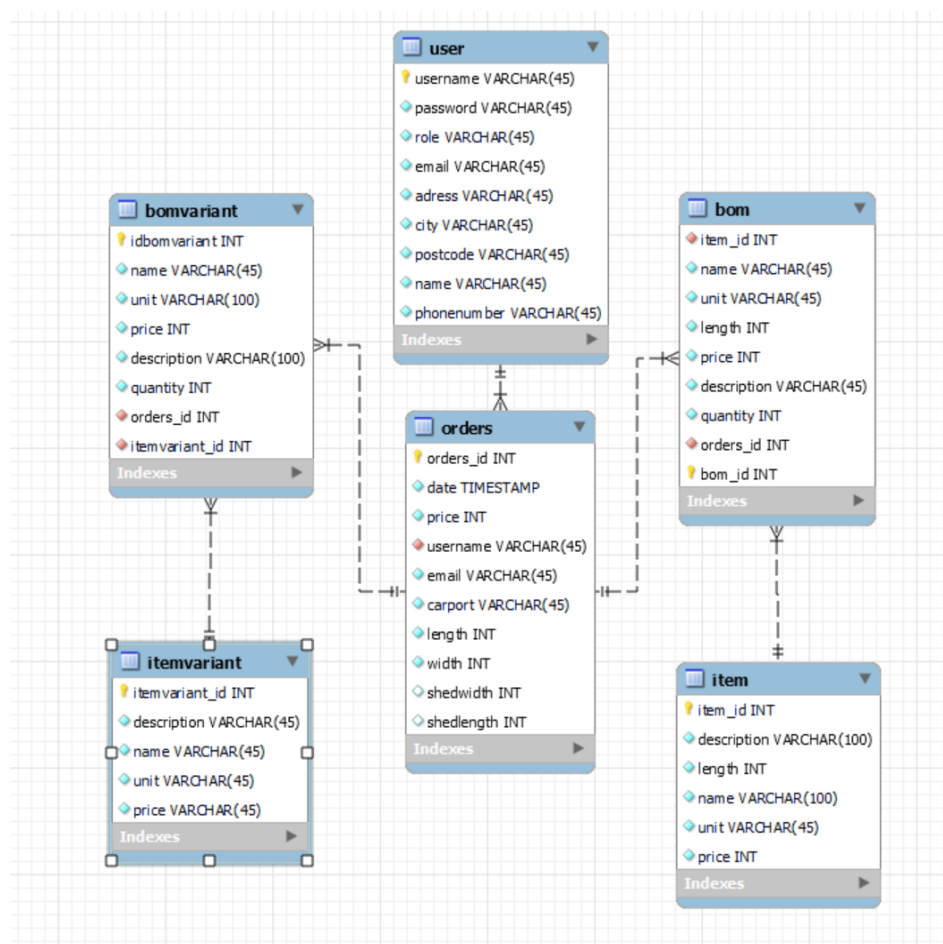 user
username VARCHAR(45)
password VARCHAR(45)
role VARCHAR(45)
email VARCHAR(45)
adress VARCHAR(45)
city VARCHAR(45)
postcode VARCHAR(45)
name VARCHAR(45)
phonenumber VARCHAR(45)
Indexes
bomvariant
idbomvariant INT
name VARCHAR(45)
unit VARCHAR(100)
price INT
description VARCHAR(100)
quantity INT
orders_id INT
itemvariant_id INT
Indexes
bom
item_id INT
name VARCHAR(45)
unit VARCHAR(45)
length INT
price INT
description VARCHAR(45)
quantity INT
orders_id INT
bom_id INT
Indexes
orders
orders_id INT
date TIMESTAMP
price INT
username VARCHAR(45)
email VARCHAR(45)
carport VARCHAR(45)
length INT
width INT
shedwidth INT
shedlength INT
Indexes
itemvariant
itemvariant_id INT
description VARCHAR(45)
name VARCHAR(45)
unit VARCHAR(45)
price VARCHAR(45)
Indexes
item
item_id INT
description VARCHAR(100)
length INT
name VARCHAR(100)
unit VARCHAR(45)
price INT
Indexes